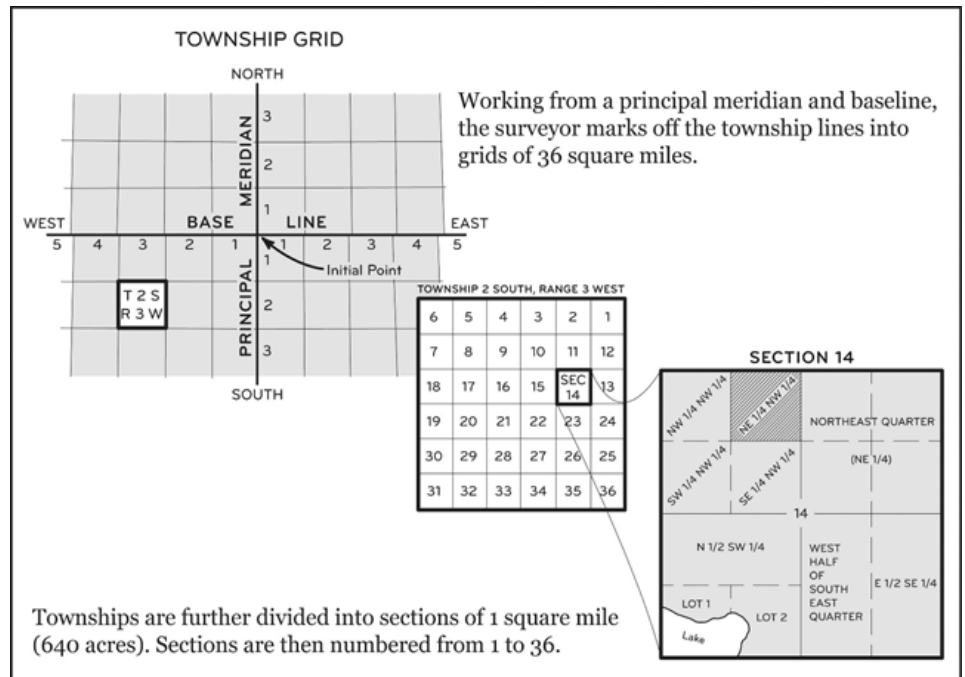 TOWNSHIP GRID
NORTH
Working from a principal meridian and baseline,
the surveyor marks off the township lines into
grids of 36 square miles.
3
2
1
MERIDIAN
WEST
BASE
LINE
EAST
5 4 3 2 1 1 2 3 4 5
1
Initial Point
T 2 S
R 3 W
PRINCIPAL
2
3
SOUTH
TOWNSHIP 2 SOUTH, RANGE 3 WEST
6 5 4 3 2 1
7 8 9 10 11 12
18 17 16 15 SEC 14 13
19 20 21 22 23 24
30 29 28 27 26 25
31 32 33 34 35 36
SECTION 14
NW 1/4 NW 1/4
NE 1/4 NW 1/4
NORTHEAST QUARTER
(NE 1/4)
SW 1/4 NW 1/4
SE 1/4 NW 1/4
14
N 1/2 SW 1/4
WEST
HALF
OF
SOUTH
EAST
QUARTER
E 1/2 SE 1/4
LOT 1
LOT 2
Lake
Townships are further divided into sections of 1 square mile
(640 acres). Sections are then numbered from 1 to 36.